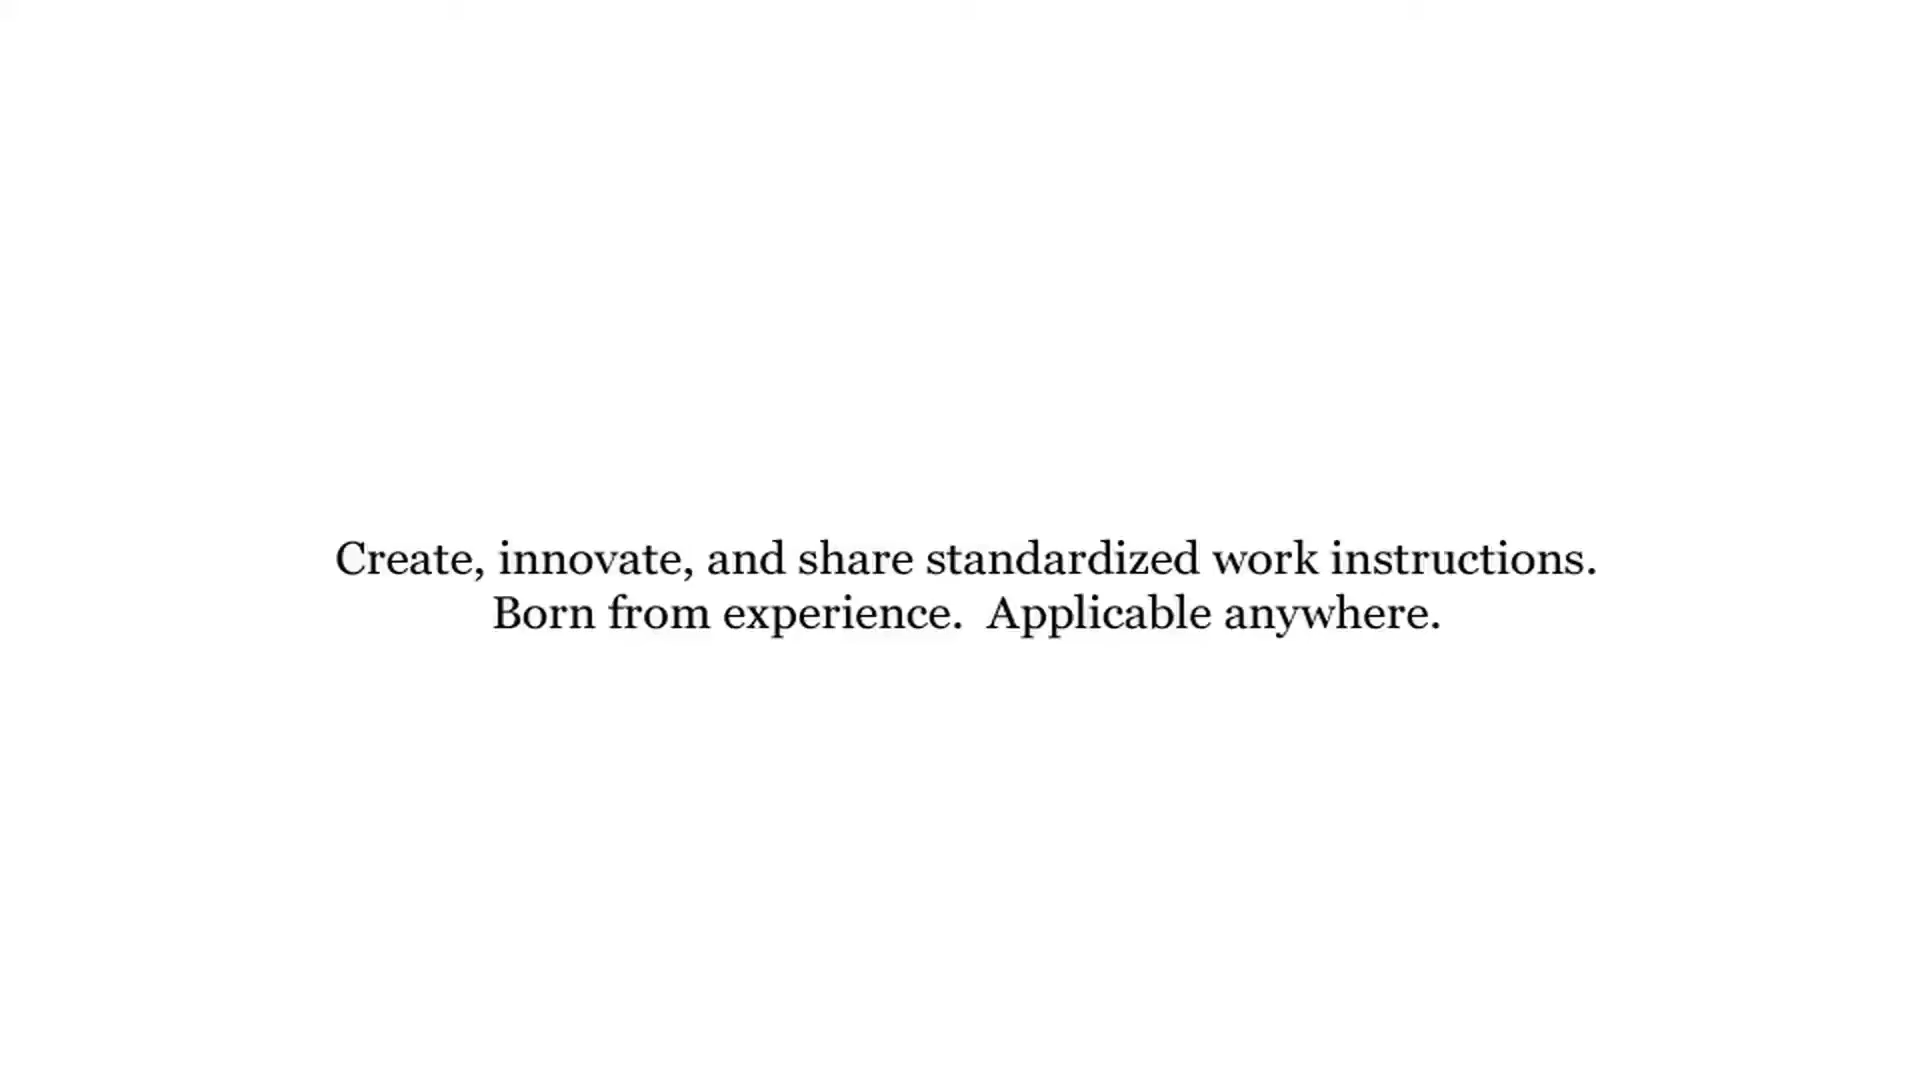 Create, innovate, and share standardized work instructions.
Born from experience.  Applicable anywhere.